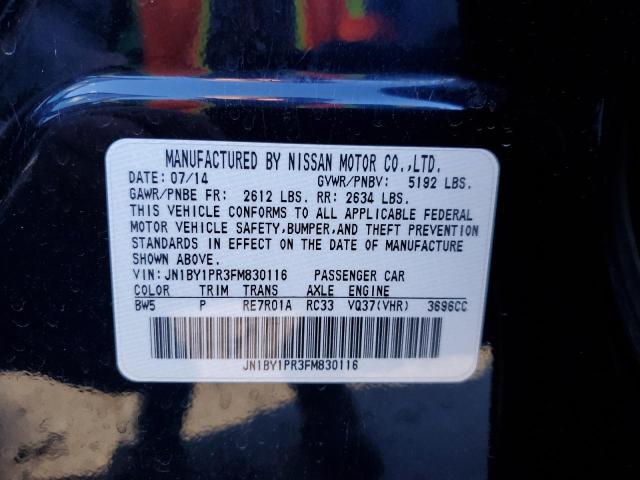 MANUFACTURED BY NISSAN MOTOR CO.,LTD.
DATE: 07/14 GVWR/PNBV: 5192 LBS.
GAWR/PNBE FR: 2612 LBS. RR: 2634 LBS.
THIS VEHICLE CONFORMS TO ALL APPLICABLE FEDERAL
MOTOR VEHICLE SAFETY,BUMPER,AND THEFT PREVENTION
STANDARDS IN EFFECT ON THE DATE OF MANUFACTURE
SHOWN ABOVE.
VIN: JN1BY1PR3FM830116 PASSENGER CAR
COLOR TRIM TRANS AXLE ENGINE
BW5 P RE7R01A RC33 VQ37(VHR) 3696CC
JN1BY1PR3FM830116